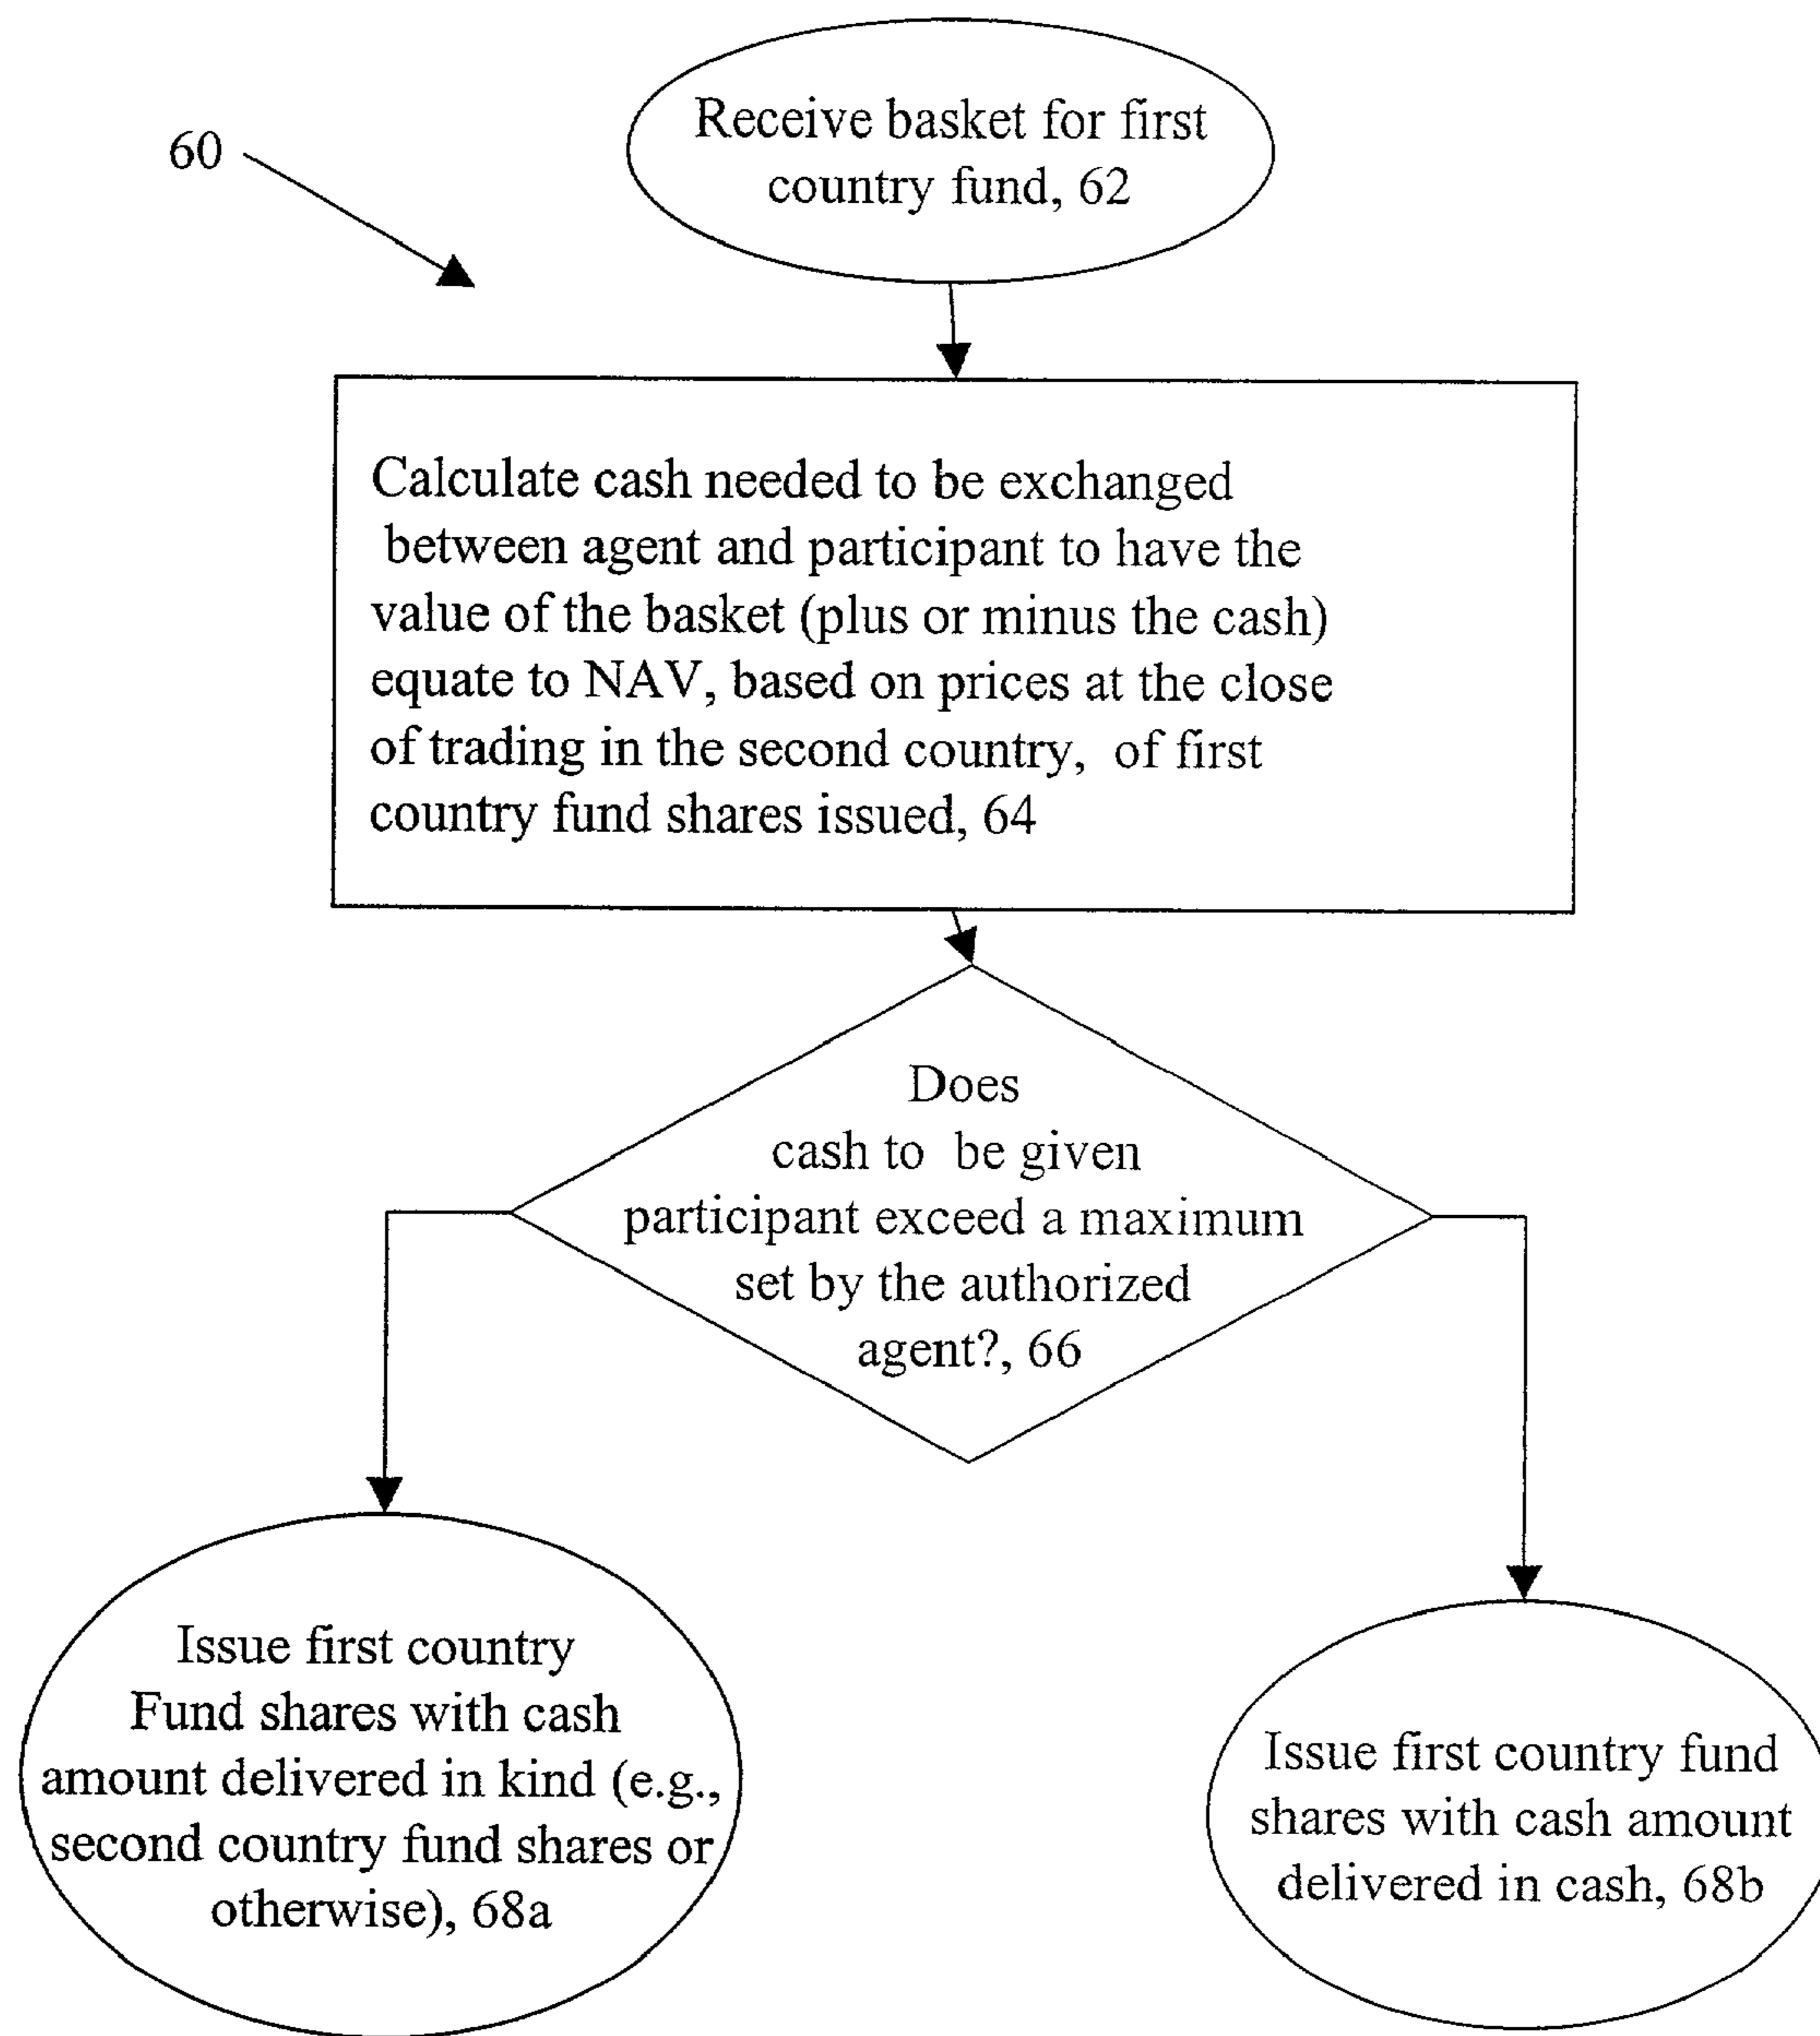 60
Receive basket for first
country fund, 62
Calculate cash needed to be exchanged
between agent and participant to have the
value of the basket (plus or minus the cash)
equate to NAV, based on prices at the close
of trading in the second country, of first
country fund shares issued, 64
Does
cash to be given
participant exceed a maximum
set by the authorized
agent?, 66
Issue first country
Fund shares with cash
amount delivered in kind (e.g.,
second country fund shares or
otherwise), 68a
Issue first country fund
shares with cash amount
delivered in cash, 68b